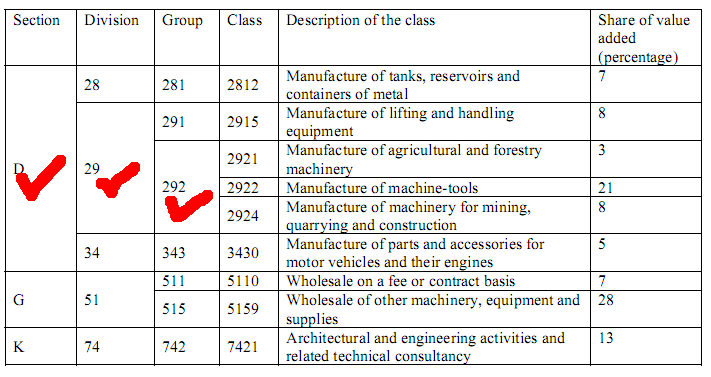 Section Division Group Class Description of the class Share of value
added
(percentage)
28 281 2812 Manufacture of tanks, reservoirs and 7
containers of metal
291 2915 Manufacture of lifting and handling 8
equipment
2921 Manufacture of agricultural and forestry 3
D 29 machinery
292 2922 Manufacture of machine-tools 21
2924 Manufacture of machinery for mining, 8
quarrying and construction
34 343 3430 Manufacture of parts and accessories for 5
motor vehicles and their engines
511 5110 Wholesale on a fee or contract basis 7
G 51 515 5159 Wholesale of other machinery, equipment and 28
supplies
K 74 742 7421 Architectural and engineering activities and 13
related technical consultancy